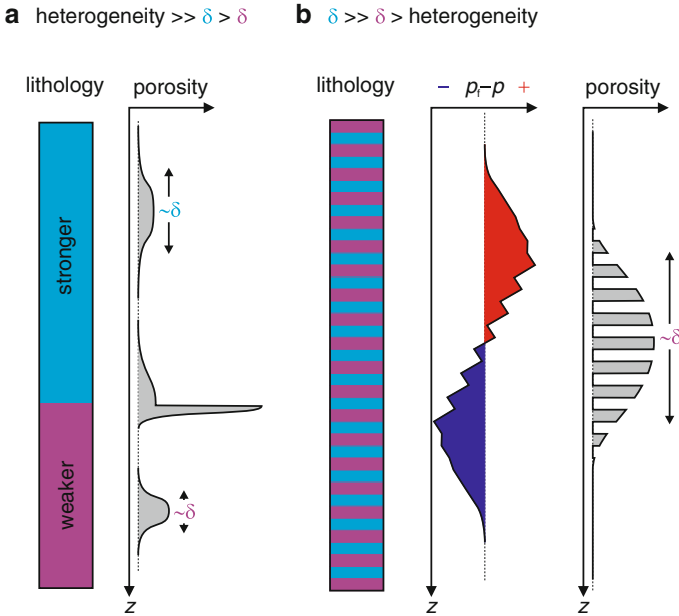 a heterogeneity >> δ > δ
b δ >> δ > heterogeneity
lithology
porosity
stronger
weaker
~δ
~δ
z
lithology
– pf–p +
z
porosity
~δ
z